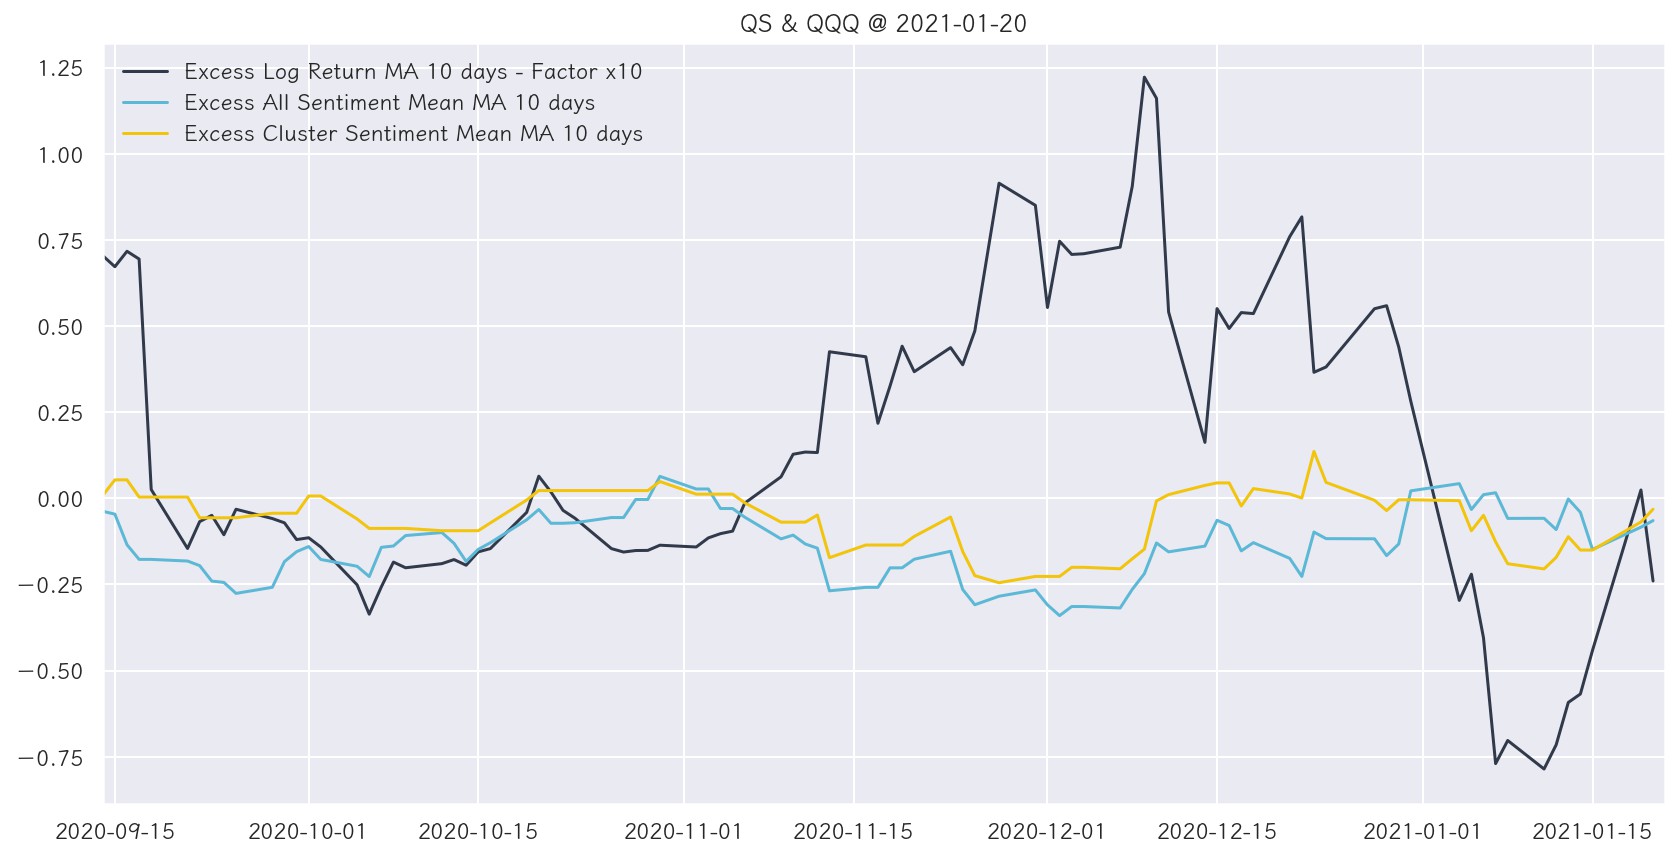 QS & QQQ @ 2021-01-20
Excess Log Return MA 10 days - Factor x10
Excess All Sentiment Mean MA 10 days
Excess Cluster Sentiment Mean MA 10 days
1.25
1.00
0.75
0.50
0.25
0.00
−0.25
−0.50
−0.75
2020-09-15 2020-10-01 2020-10-15 2020-11-01 2020-11-15 2020-12-01 2020-12-15 2021-01-01 2021-01-15